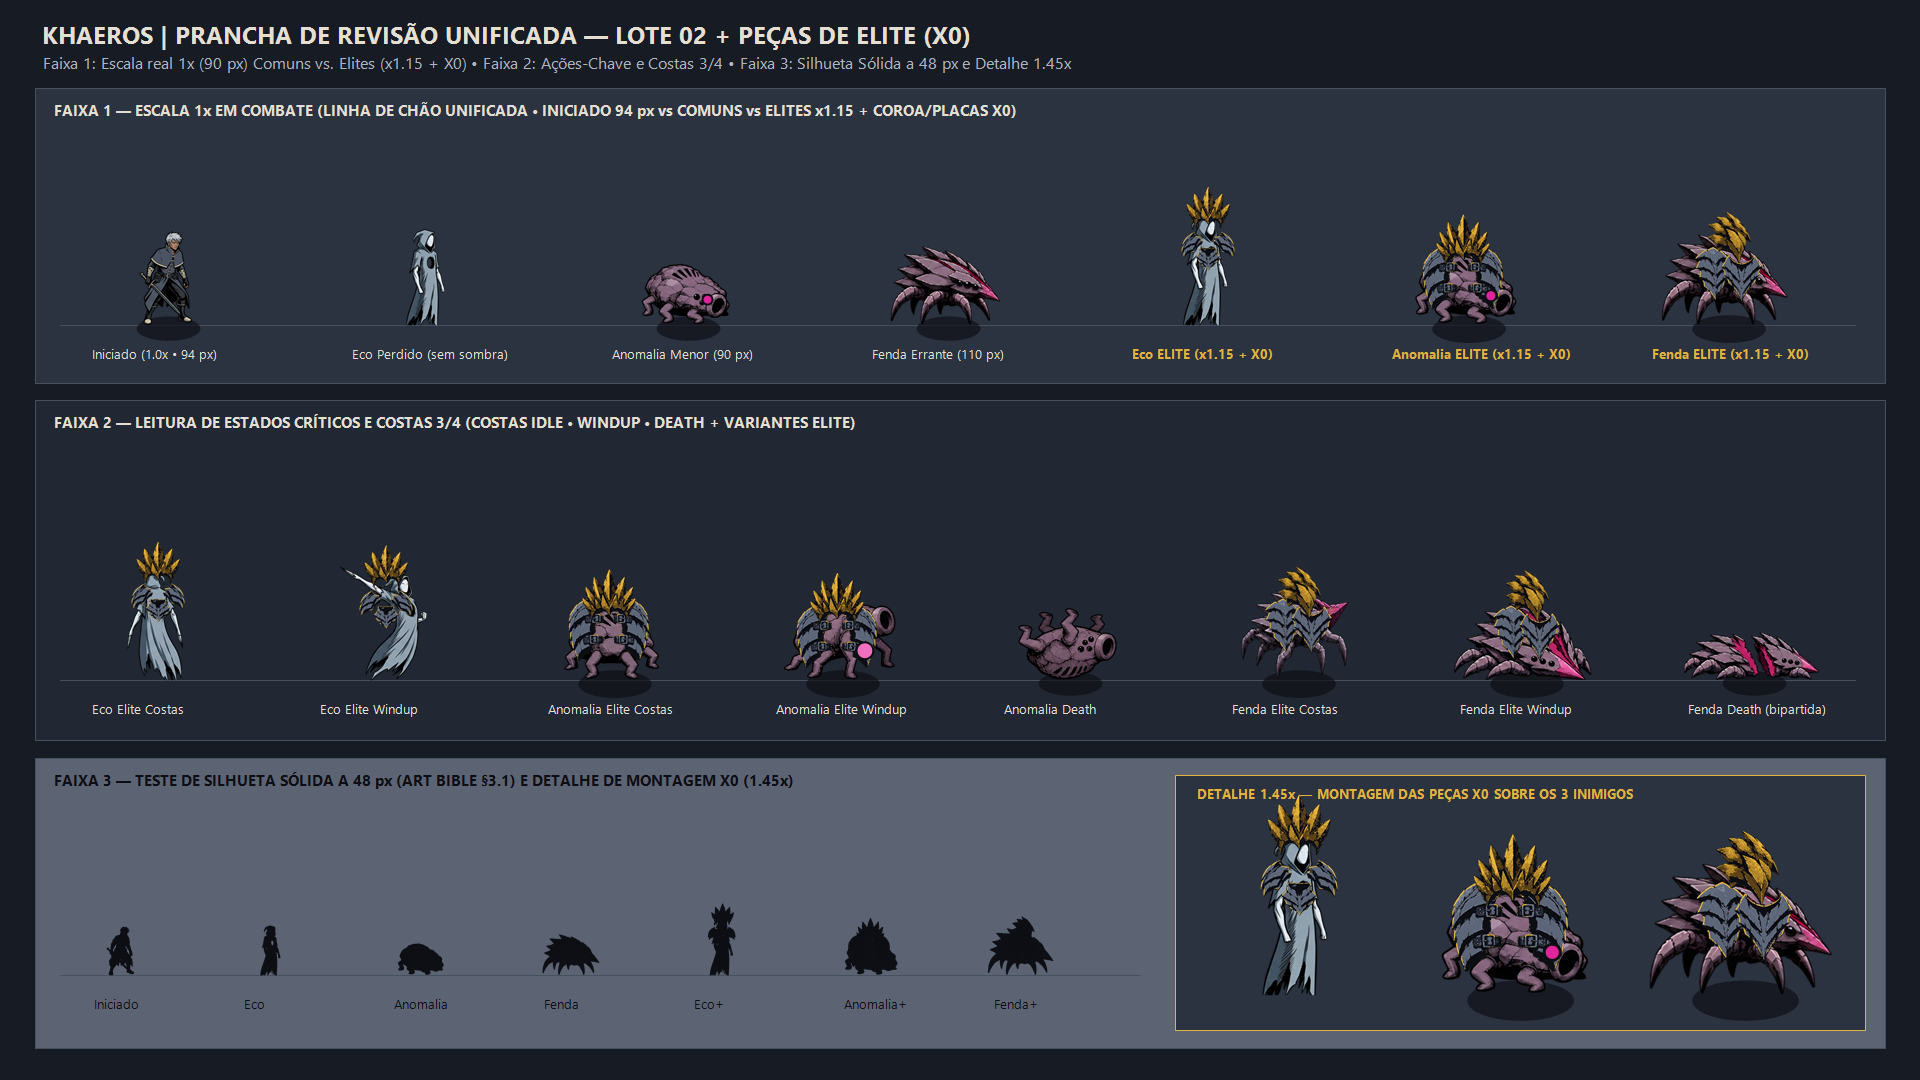 KHAEROS | PRANCHA DE REVISÃO UNIFICADA — LOTE 02 + PEÇAS DE ELITE (X0)
Faixa 1: Escala real 1x (90 px) Comuns vs. Elites (x1.15 + X0) • Faixa 2: Ações-Chave e Costas 3/4 • Faixa 3: Silhueta Sólida a 48 px e Detalhe 1.45x
FAIXA 1 — ESCALA 1x EM COMBATE (LINHA DE CHÃO UNIFICADA • INICIADO 94 px vs COMUNS vs ELITES x1.15 + COROA/PLACAS X0)
Iniciado (1.0x • 94 px)
Eco Perdido (sem sombra)
Anomalia Menor (90 px)
Fenda Errante (110 px)
Eco ELITE (x1.15 + X0)
Anomalia ELITE (x1.15 + X0)
Fenda ELITE (x1.15 + X0)
FAIXA 2 — LEITURA DE ESTADOS CRÍTICOS E COSTAS 3/4 (COSTAS IDLE • WINDUP • DEATH + VARIANTES ELITE)
Eco Elite Costas
Eco Elite Windup
Anomalia Elite Costas
Anomalia Elite Windup
Anomalia Death
Fenda Elite Costas
Fenda Elite Windup
Fenda Death (bipartida)
FAIXA 3 — TESTE DE SILHUETA SÓLIDA A 48 px (ART BIBLE §3.1) E DETALHE DE MONTAGEM X0 (1.45x)
Iniciado
Eco
Anomalia
Fenda
Eco+
Anomalia+
Fenda+
DETALHE 1.45x — MONTAGEM DAS PEÇAS X0 SOBRE OS 3 INIMIGOS